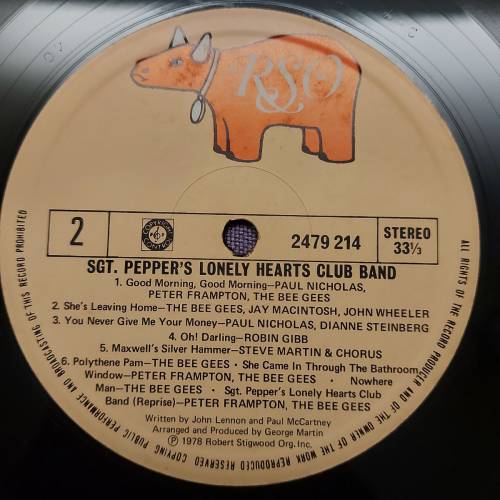 RSO
2
COPYRIGHT CONTROL
2479 214
STEREO
33⅓
SGT. PEPPER'S LONELY HEARTS CLUB BAND
1. Good Morning, Good Morning—PAUL NICHOLAS,
PETER FRAMPTON, THE BEE GEES
2. She's Leaving Home—THE BEE GEES, JAY MACINTOSH, JOHN WHEELER
3. You Never Give Me Your Money—PAUL NICHOLAS, DIANNE STEINBERG
4. Oh! Darling—ROBIN GIBB
5. Maxwell's Silver Hammer—STEVE MARTIN & CHORUS
6. Polythene Pam—THE BEE GEES · She Came In Through The Bathroom
Window—PETER FRAMPTON, THE BEE GEES · Nowhere
Man—THE BEE GEES · Sgt. Pepper's Lonely Hearts Club
Band (Reprise)—PETER FRAMPTON, THE BEE GEES
Written by John Lennon and Paul McCartney
Arranged and Produced by George Martin
℗ 1978 Robert Stigwood Org. Inc.
ALL RIGHTS OF THE RECORD PRODUCER AND OF THE OWNER OF THE WORK REPRODUCED RESERVED COPYING PUBLIC PERFORMANCE AND BROADCASTING OF THIS RECORD PROHIBITED